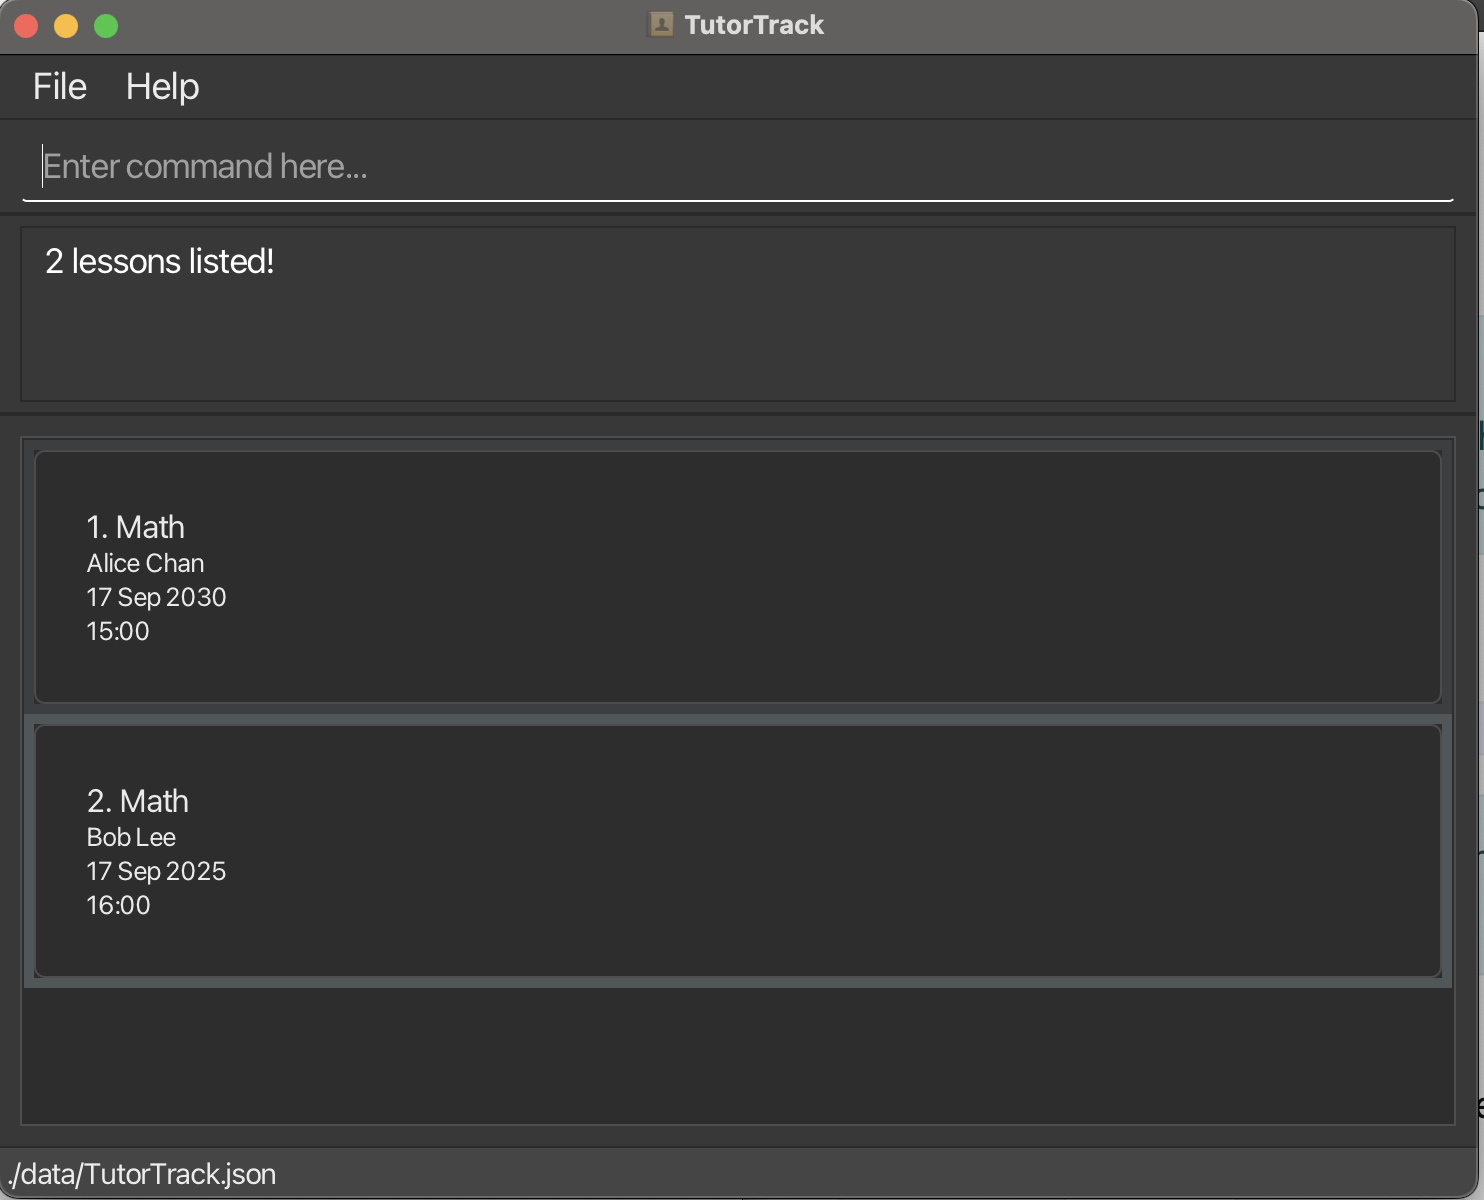 TutorTrack
File Help
Enter command here...
2 lessons listed!
1. Math
Alice Chan
17 Sep 2030
15:00
2. Math
Bob Lee
17 Sep 2025
16:00
./data/TutorTrack.json